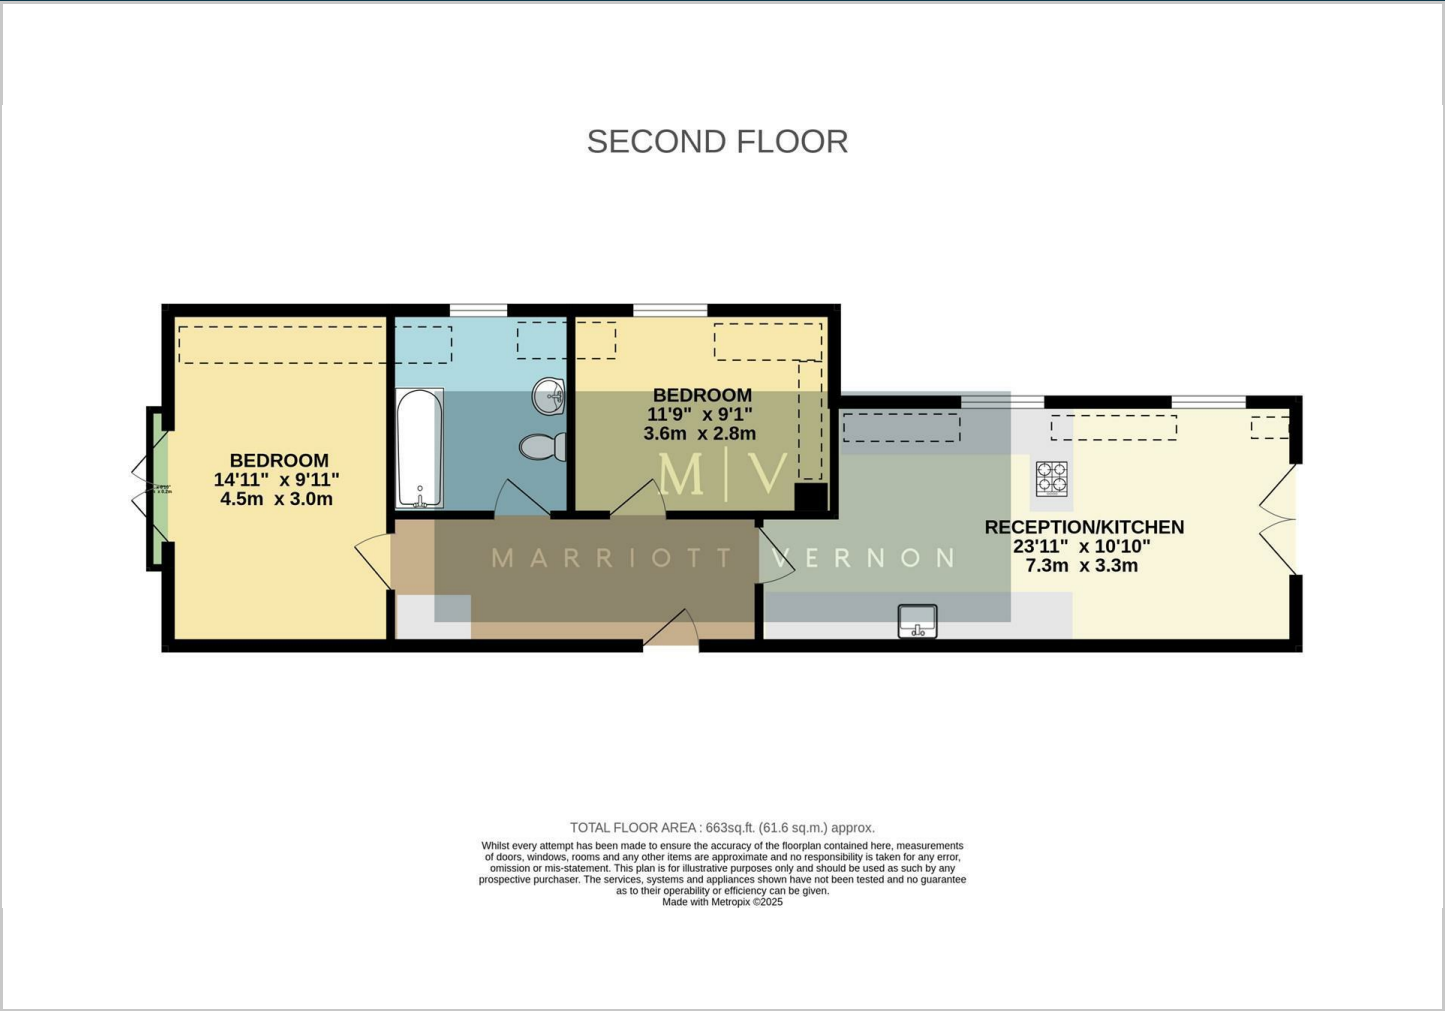 SECOND FLOOR
BEDROOM
14'11" x 9'11"
4.5m x 3.0m
BEDROOM
11'9" x 9'1"
3.6m x 2.8m
M | V
MARRIOTT VERNON
RECEPTION/KITCHEN
23'11" x 10'10"
7.3m x 3.3m
TOTAL FLOOR AREA : 663sq.ft. (61.6 sq.m.) approx.
Whilst every attempt has been made to ensure the accuracy of the floorplan contained here, measurements
of doors, windows, rooms and any other items are approximate and no responsibility is taken for any error,
omission or mis-statement. This plan is for illustrative purposes only and should be used as such by any
prospective purchaser. The services, systems and appliances shown have not been tested and no guarantee
as to their operability or efficiency can be given.
Made with Metropix ©2025